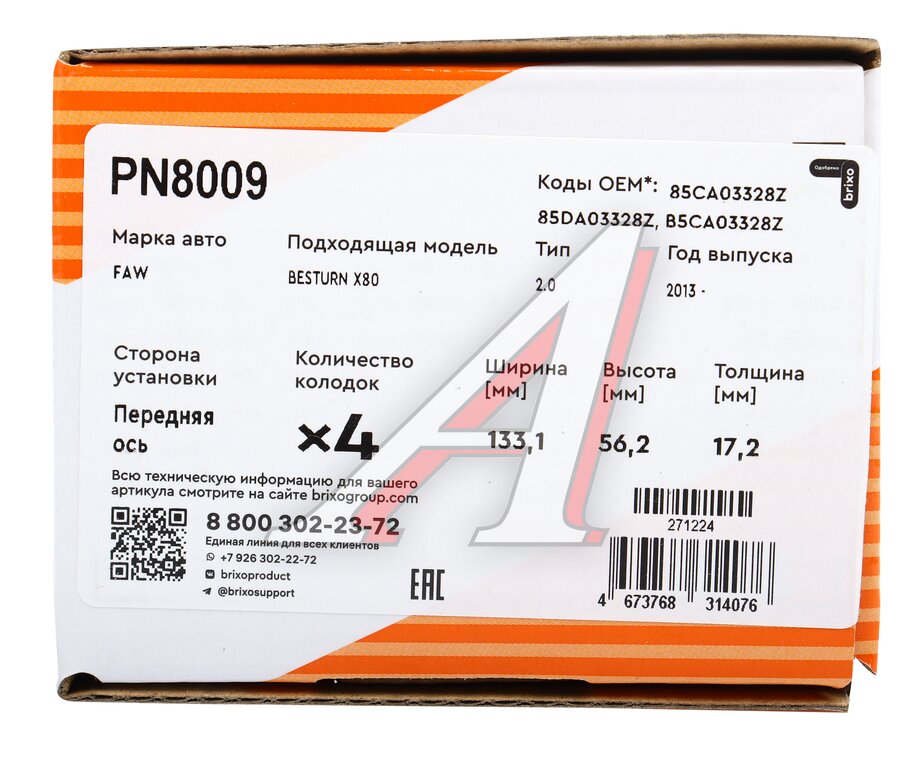 PN8009
Коды OEM*: 85CA03328Z
85DA03328Z, B5CA03328Z
Одобрено
brixo
Марка авто
FAW
Подходящая модель
BESTURN X80
Тип
2.0
Год выпуска
2013 -
Сторона
установки
Передняя
ось
Количество
колодок
×4
Ширина
[мм]
133,1
Высота
[мм]
56,2
Толщина
[мм]
17,2
Всю техническую информацию для вашего
артикула смотрите на сайте brixogroup.com
8 800 302-23-72
Единая линия для всех клиентов
+7 926 302-22-72
brixoproduct
@brixosupport
EAC
271224
4 673768 314076